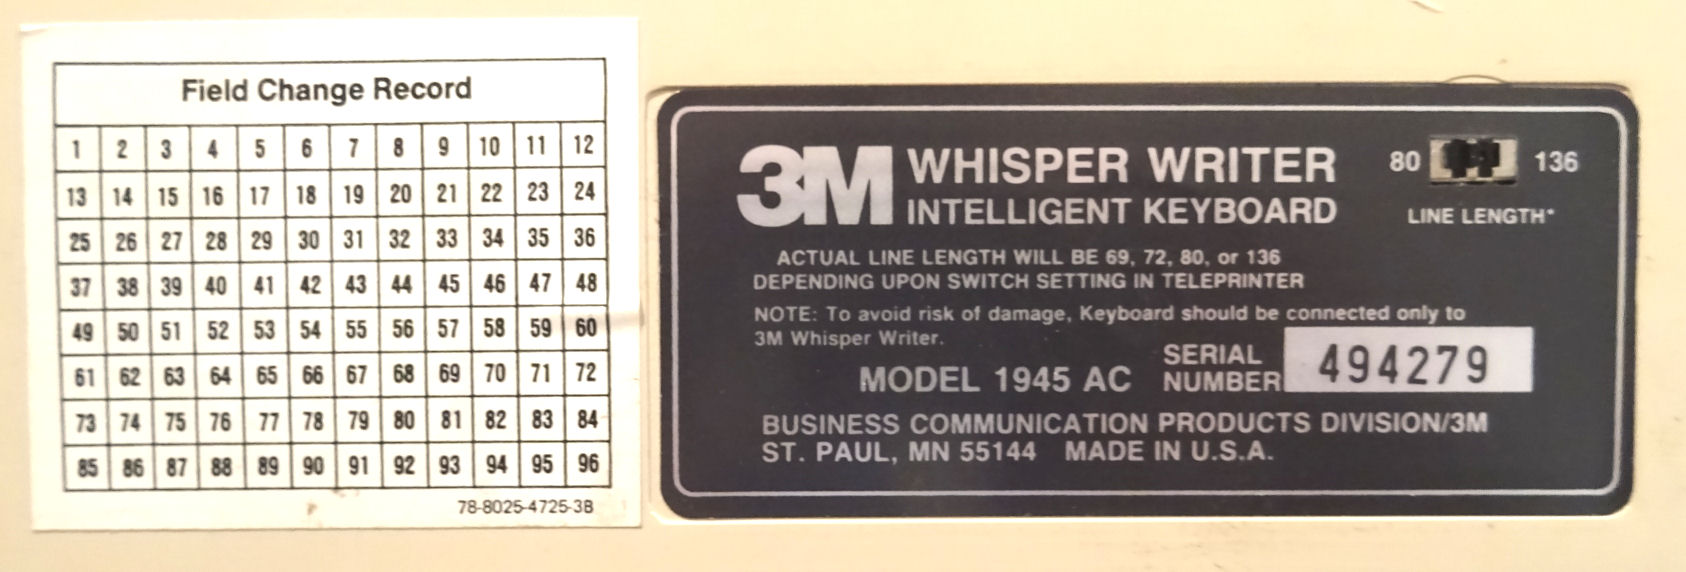 Field Change Record
1 2 3 4 5 6 7 8 9 10 11 12
13 14 15 16 17 18 19 20 21 22 23 24
25 26 27 28 29 30 31 32 33 34 35 36
37 38 39 40 41 42 43 44 45 46 47 48
49 50 51 52 53 54 55 56 57 58 59 60
61 62 63 64 65 66 67 68 69 70 71 72
73 74 75 76 77 78 79 80 81 82 83 84
85 86 87 88 89 90 91 92 93 94 95 96
78-8025-4725-3B
3M WHISPER WRITER
INTELLIGENT KEYBOARD
80 136
LINE LENGTH*
ACTUAL LINE LENGTH WILL BE 69, 72, 80, or 136
DEPENDING UPON SWITCH SETTING IN TELEPRINTER
NOTE: To avoid risk of damage, Keyboard should be connected only to
3M Whisper Writer.
MODEL 1945 AC
SERIAL
NUMBER 494279
BUSINESS COMMUNICATION PRODUCTS DIVISION/3M
ST. PAUL, MN 55144 MADE IN U.S.A.